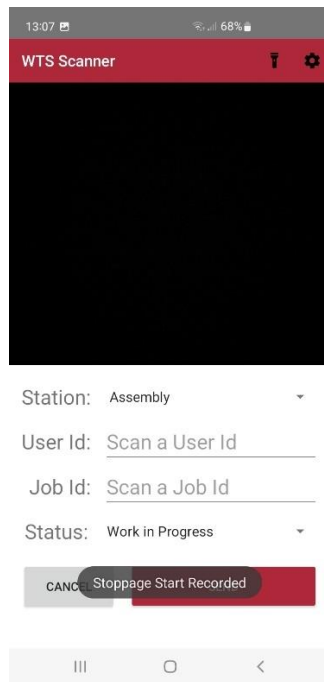 13:07 68%
WTS Scanner
Station: Assembly
User Id: Scan a User Id
Job Id: Scan a Job Id
Status: Work in Progress
Stoppage Start Recorded